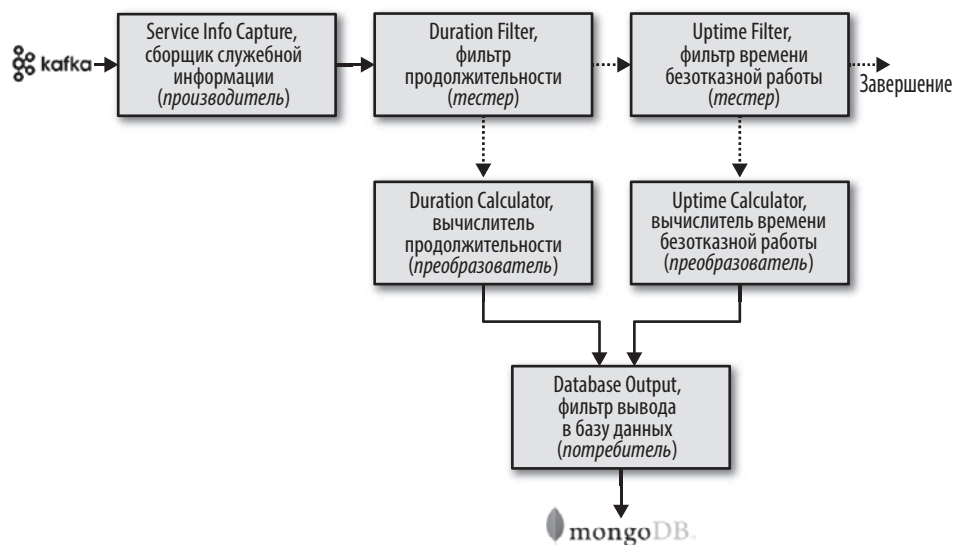 kafka
Service Info Capture,
сборщик служебной
информации
(производитель)
Duration Filter,
фильтр
продолжительности
(тестер)
Uptime Filter,
фильтр времени
безотказной работы
(тестер)
Завершение
Duration Calculator,
вычислитель
продолжительности
(преобразователь)
Uptime Calculator,
вычислитель времени
безотказной работы
(преобразователь)
Database Output,
фильтр вывода
в базу данных
(потребитель)
mongoDB.